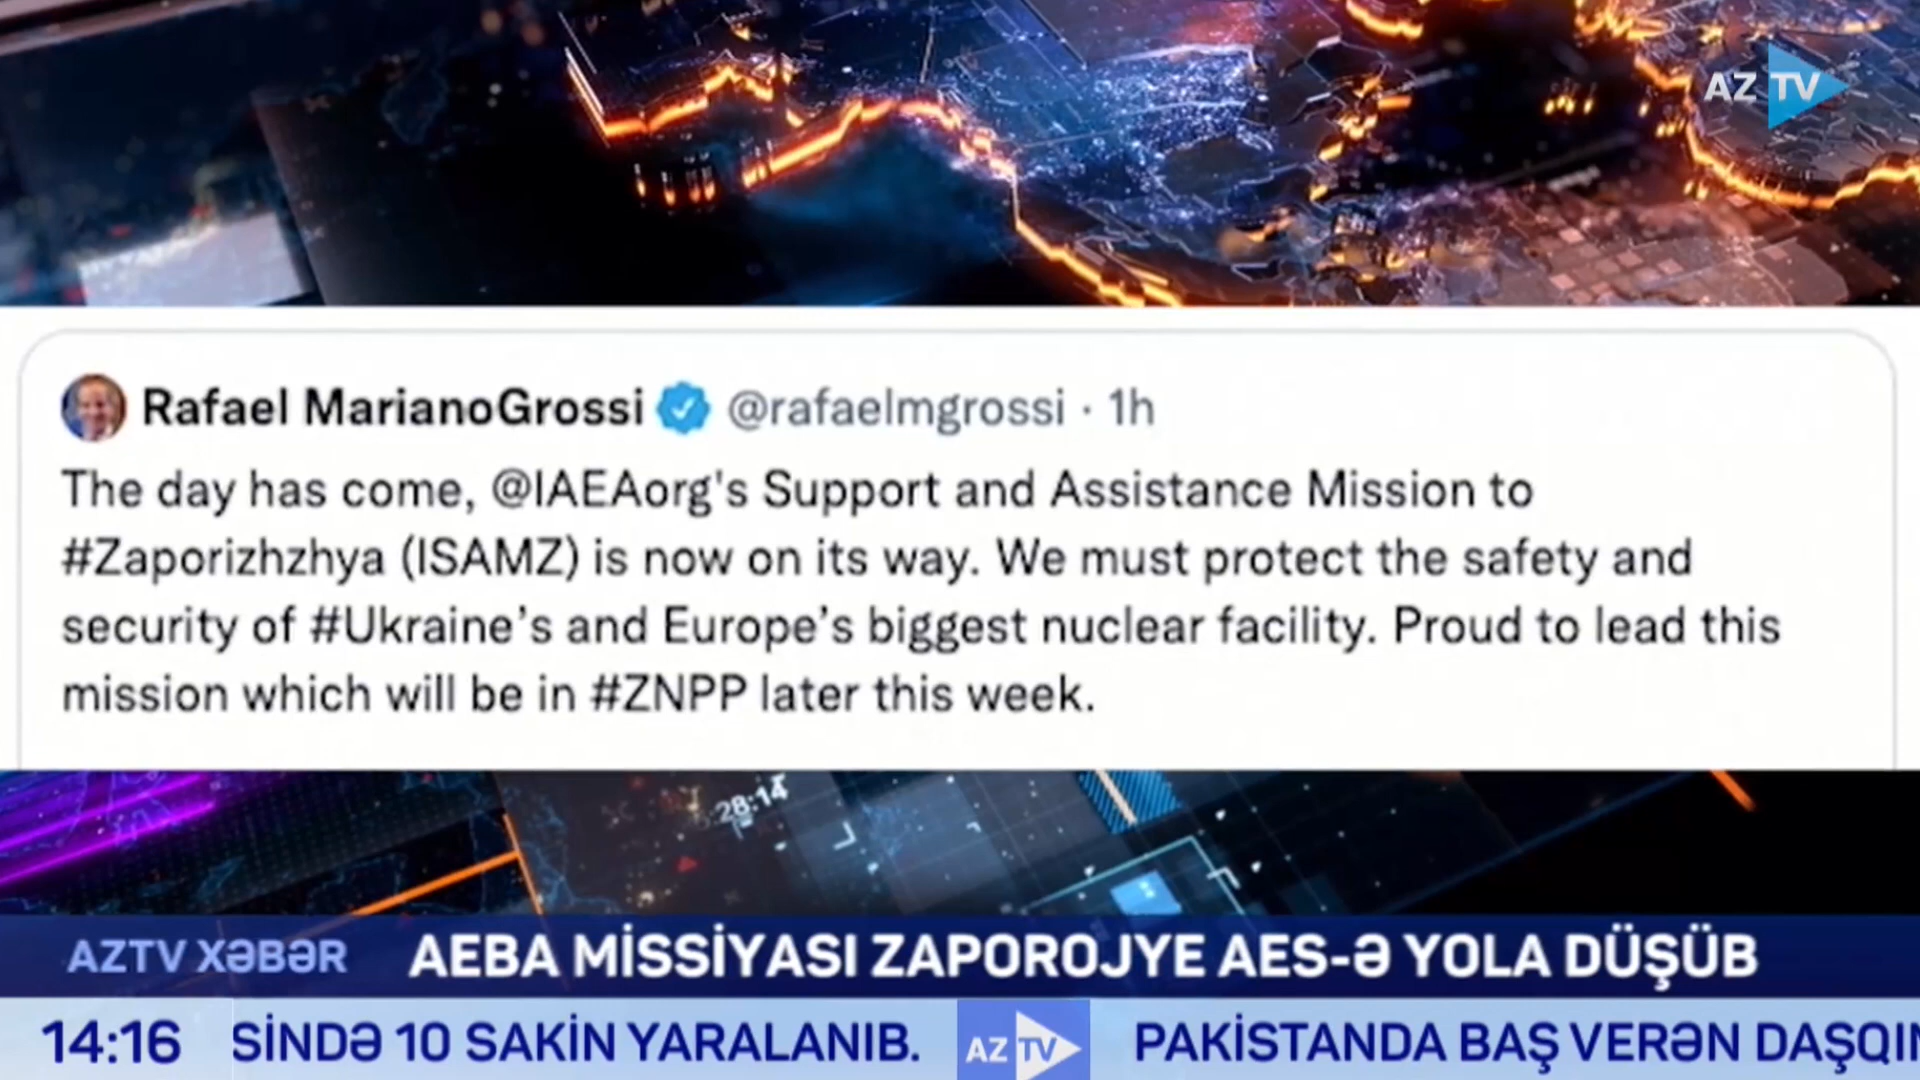 AZ TV
Rafael MarianoGrossi @rafaelmgrossi · 1h
The day has come, @IAEAorg's Support and Assistance Mission to
#Zaporizhzhya (ISAMZ) is now on its way. We must protect the safety and
security of #Ukraine’s and Europe’s biggest nuclear facility. Proud to lead this
mission which will be in #ZNPP later this week.
28:14
AZTV XƏBƏR
AEBA MİSSİYASI ZAPOROJYE AES-Ə YOLA DÜŞÜB
14:16
SİNDƏ 10 SAKİN YARALANIB. AZ TV PAKİSTANDA BAŞ VERƏN DAŞQIN